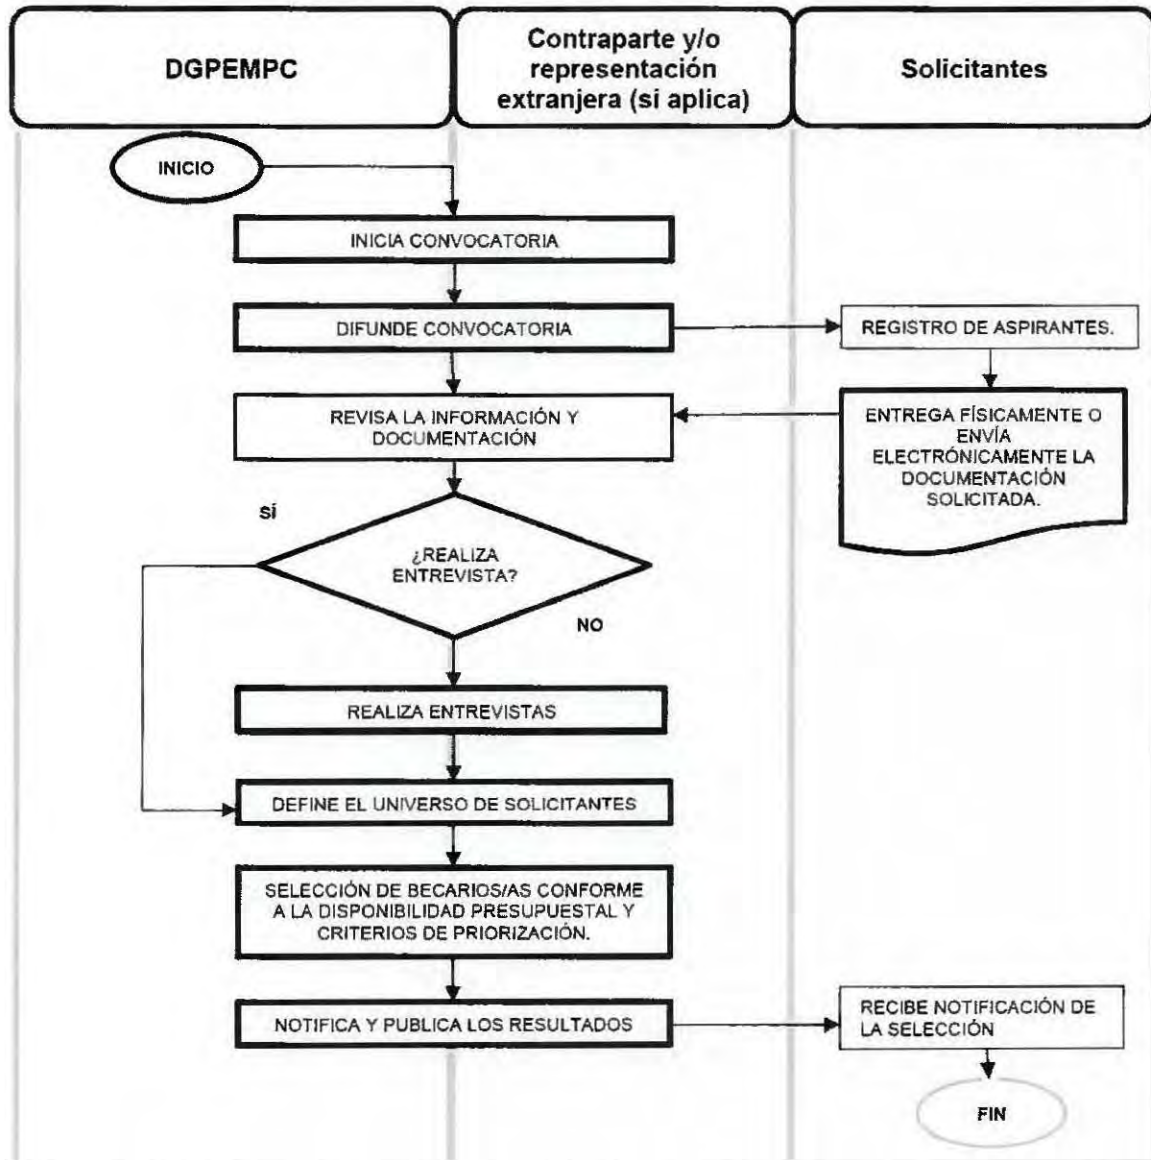 DGPEMPC
Contraparte y/o
representación
extranjera (si aplica)
Solicitantes
INICIO
INICIA CONVOCATORIA
DIFUNDE CONVOCATORIA
REGISTRO DE ASPIRANTES.
REVISA LA INFORMACIÓN Y
DOCUMENTACIÓN
ENTREGA FÍSICAMENTE O
ENVÍA
ELECTRÓNICAMENTE LA
DOCUMENTACIÓN
SOLICITADA.
SÍ
¿REALIZA
ENTREVISTA?
NO
REALIZA ENTREVISTAS
DEFINE EL UNIVERSO DE SOLICITANTES
SELECCIÓN DE BECARIOS/AS CONFORME
A LA DISPONIBILIDAD PRESUPUESTAL Y
CRITERIOS DE PRIORIZACIÓN.
NOTIFICA Y PUBLICA LOS RESULTADOS
RECIBE NOTIFICACIÓN DE
LA SELECCIÓN
FIN